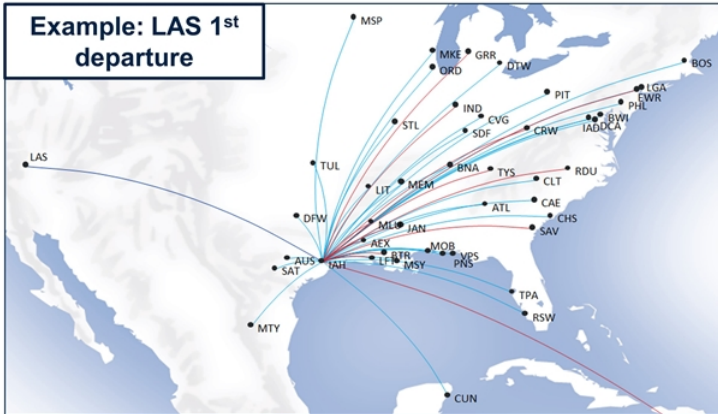 Example: LAS 1st
departure
MSP
MKE
GRR
ORD
DTW
BOS
PIT
LGA
EWR
PHL
IND
CVG
BWI
STL
SDF
CRW
IAD
DCA
LAS
TUL
BNA
TYS
RDU
LIT
MEM
CLT
DFW
ATL
CAE
MLU
JAN
CHS
SAV
AEX
MOB
AUS
IAH
LFT
BTR
VPS
SAT
MSY
PNS
TPA
RSW
MTY
CUN